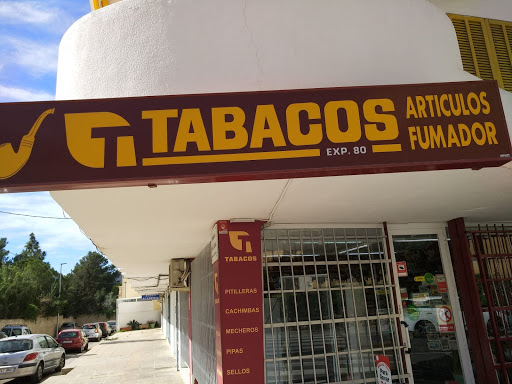 TABACOS
EXP. 80
ARTICULOS
FUMADOR
TABACOS
PITILLERAS
CACHIMBAS
MECHEROS
PIPAS
SELLOS